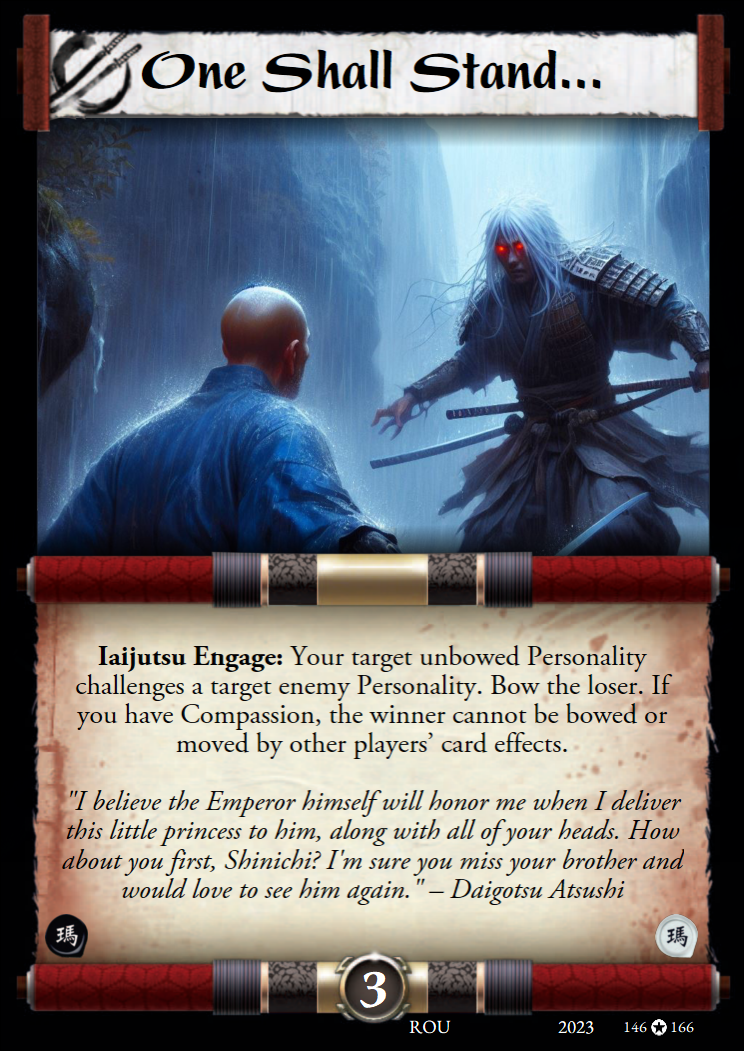 One Shall Stand...
Iaijutsu Engage: Your target unbowed Personality
challenges a target enemy Personality. Bow the loser. If
you have Compassion, the winner cannot be bowed or
moved by other players’ card effects.
"I believe the Emperor himself will honor me when I deliver
this little princess to him, along with all of your heads. How
about you first, Shinichi? I'm sure you miss your brother and
would love to see him again." – Daigotsu Atsushi
瑪 瑪
3
ROU 2023 146 ✪ 166